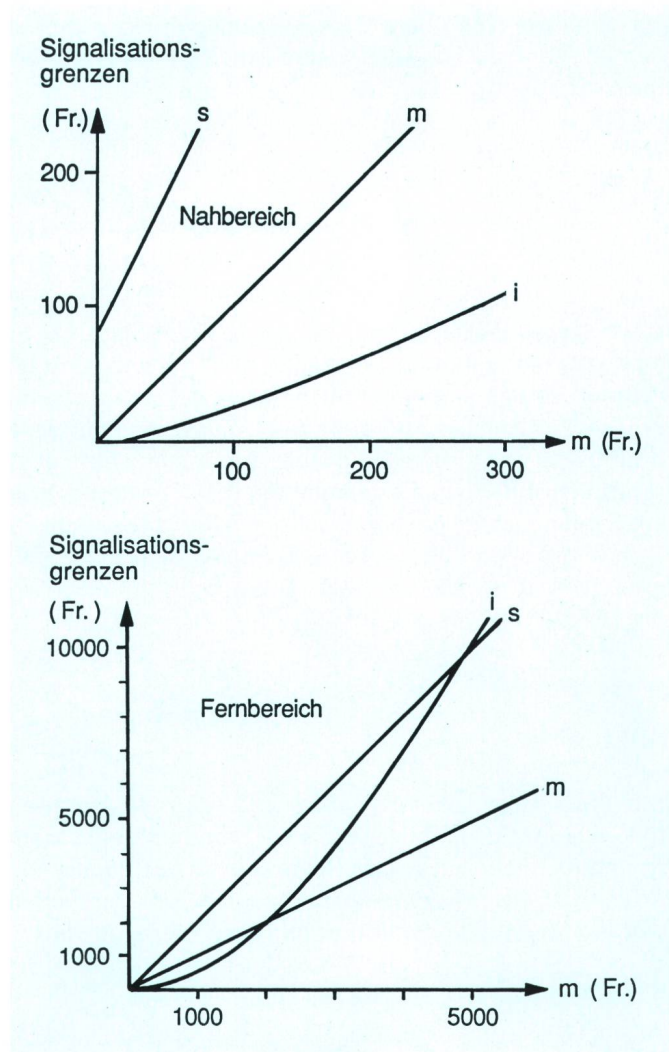 Signalisations-
grenzen
(Fr.)
s
m
200
Nahbereich
100
i
m (Fr.)
100
200
300
Signalisations-
grenzen
(Fr.)
i
s
10000
Fernbereich
m
5000
1000
m (Fr.)
1000
5000